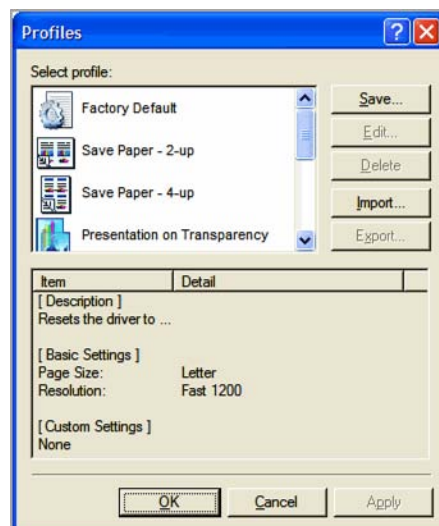 Profiles
Select profile:
Factory Default
Save Paper - 2-up
Save Paper - 4-up
Presentation on Transparency
Save...
Edit...
Delete
Import...
Export...
Item Detail
[ Description ]
Resets the driver to ...
[ Basic Settings ]
Page Size: Letter
Resolution: Fast 1200
[ Custom Settings ]
None
OK Cancel Apply